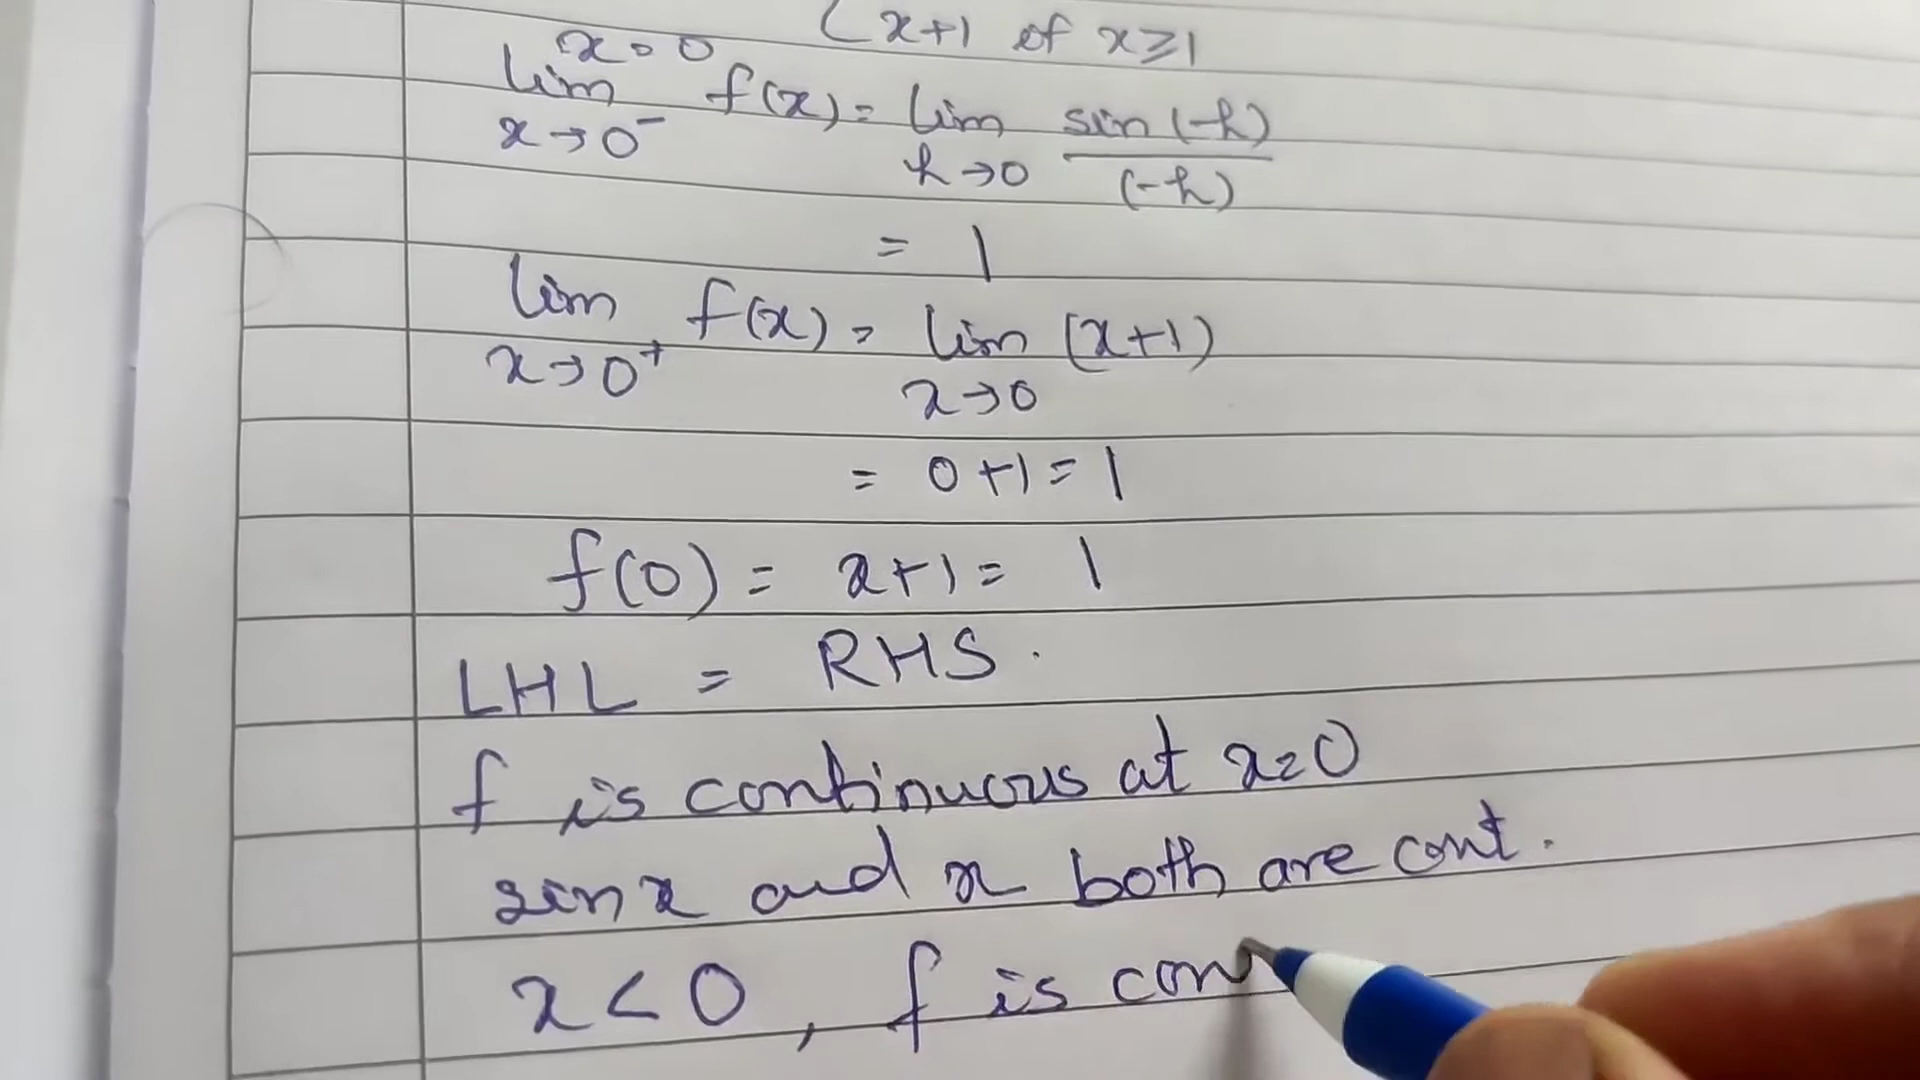 ( x+1 if x≥1
x=0
lim f(x) = lim sin(-h)
x→0⁻ h→0 (-h)
= 1
lim f(x) = lim (x+1)
x→0⁺ x→0
= 0+1=1
f(0) = x+1= 1
LHL = RHS.
f is continuous at x=0
sin x and x both are cont.
x<0, f is con